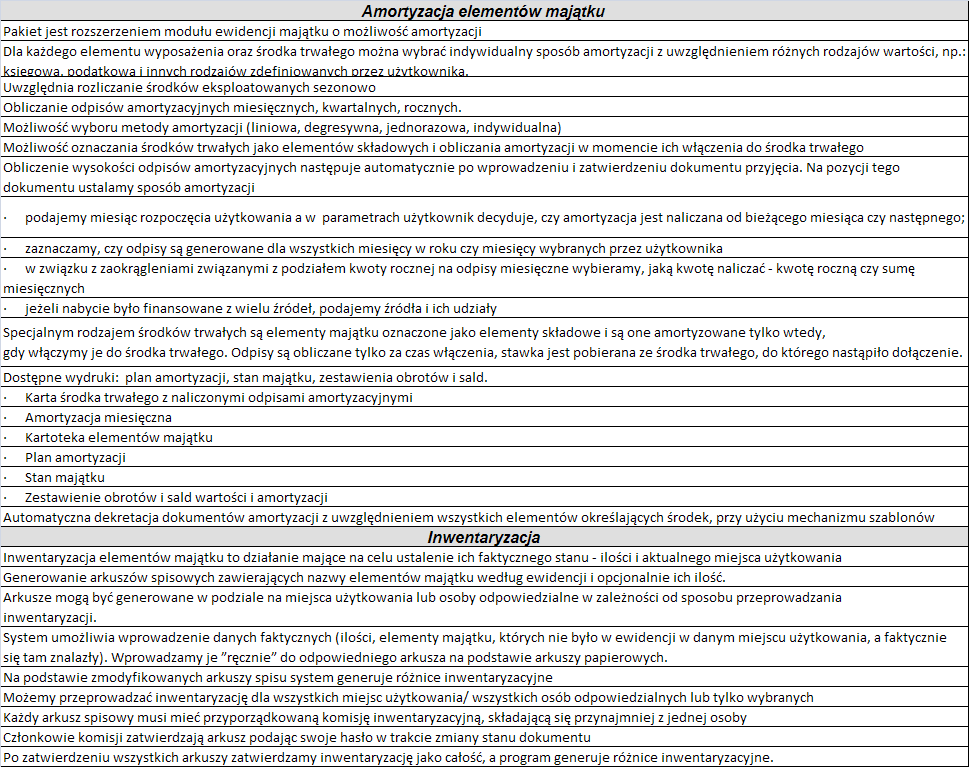 Amortyzacja elementów majątku
Pakiet jest rozszerzeniem modułu ewidencji majątku o możliwość amortyzacji
Dla każdego elementu wyposażenia oraz środka trwałego można wybrać indywidualny sposób amortyzacji z uwzględnieniem różnych rodzajów wartości, np.:
księgowa, podatkowa i innych rodzajów zdefiniowanych przez użytkownika.
Uwzględnia rozliczanie środków eksploatowanych sezonowo
Obliczanie odpisów amortyzacyjnych miesięcznych, kwartalnych, rocznych.
Możliwość wyboru metody amortyzacji (liniowa, degresywna, jednorazowa, indywidualna)
Możliwość oznaczania środków trwałych jako elementów składowych i obliczania amortyzacji w momencie ich włączenia do środka trwałego
Obliczenie wysokości odpisów amortyzacyjnych następuje automatycznie po wprowadzeniu i zatwierdzeniu dokumentu przyjęcia. Na pozycji tego
dokumentu ustalamy sposób amortyzacji
· podajemy miesiąc rozpoczęcia użytkowania a w parametrach użytkownik decyduje, czy amortyzacja jest naliczana od bieżącego miesiąca czy następnego;
· zaznaczamy, czy odpisy są generowane dla wszystkich miesięcy w roku czy miesięcy wybranych przez użytkownika
· w związku z zaokrągleniami związanymi z podziałem kwoty rocznej na odpisy miesięczne wybieramy, jaką kwotę naliczać - kwotę roczną czy sumę
miesięcznych
· jeżeli nabycie było finansowane z wielu źródeł, podajemy źródła i ich udziały
Specjalnym rodzajem środków trwałych są elementy majątku oznaczone jako elementy składowe i są one amortyzowane tylko wtedy,
gdy włączymy je do środka trwałego. Odpisy są obliczane tylko za czas włączenia, stawka jest pobierana ze środka trwałego, do którego nastąpiło dołączenie.
Dostępne wydruki: plan amortyzacji, stan majątku, zestawienia obrotów i sald.
· Karta środka trwałego z naliczonymi odpisami amortyzacyjnymi
· Amortyzacja miesięczna
· Kartoteka elementów majątku
· Plan amortyzacji
· Stan majątku
· Zestawienie obrotów i sald wartości i amortyzacji
Automatyczna dekretacja dokumentów amortyzacji z uwzględnieniem wszystkich elementów określających środek, przy użyciu mechanizmu szablonów
Inwentaryzacja
Inwentaryzacja elementów majątku to działanie mające na celu ustalenie ich faktycznego stanu - ilości i aktualnego miejsca użytkowania
Generowanie arkuszów spisowych zawierających nazwy elementów majątku według ewidencji i opcjonalnie ich ilość.
Arkusze mogą być generowane w podziale na miejsca użytkowania lub osoby odpowiedzialne w zależności od sposobu przeprowadzania
inwentaryzacji.
System umożliwia wprowadzenie danych faktycznych (ilości, elementy majątku, których nie było w ewidencji w danym miejscu użytkowania, a faktycznie
się tam znalazły). Wprowadzamy je ”ręcznie” do odpowiedniego arkusza na podstawie arkuszy papierowych.
Na podstawie zmodyfikowanych arkuszy spisu system generuje różnice inwentaryzacyjne
Możemy przeprowadzać inwentaryzację dla wszystkich miejsc użytkowania/ wszystkich osób odpowiedzialnych lub tylko wybranych
Każdy arkusz spisowy musi mieć przyporządkowaną komisję inwentaryzacyjną, składającą się przynajmniej z jednej osoby
Członkowie komisji zatwierdzają arkusz podając swoje hasło w trakcie zmiany stanu dokumentu
Po zatwierdzeniu wszystkich arkuszy zatwierdzamy inwentaryzację jako całość, a program generuje różnice inwentaryzacyjne.